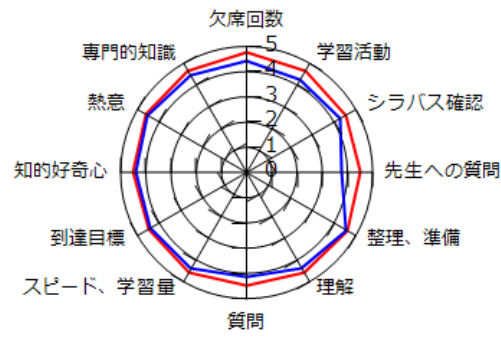 欠席回数
5
専門的知識
学習活動
4
熱意
3
シラバス確認
2
1
知的好奇心
0
先生への質問
到達目標
整理、準備
スピード、学習量
理解
質問